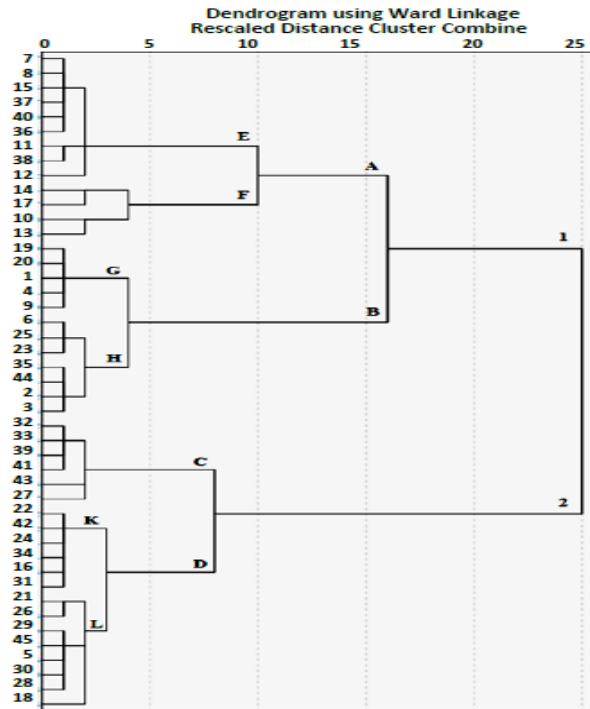 Dendrogram using Ward Linkage
Rescaled Distance Cluster Combine
0 5 10 15 20 25
7
8
15
37
40
36
11 E
38
A
12
14
17 F
10
13
1
19
20
1 G
4
9
6 B
25
23
35 H
44
2
3
32
33
39
41 C
43
27
22 2
42 K
24
34
16 D
31
21
26
29 L
45
5
30
28
18